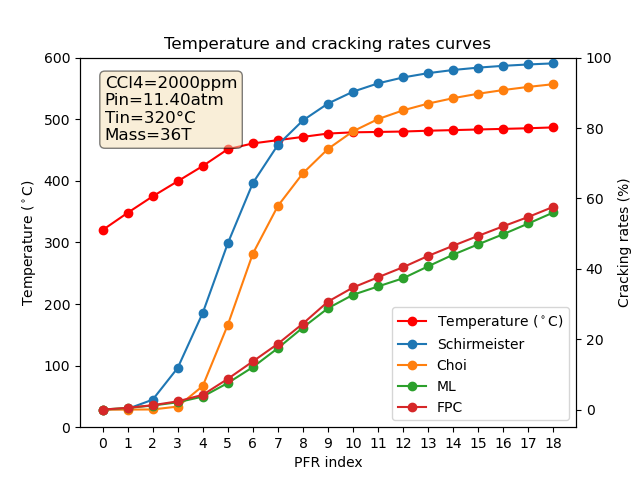 Temperature and cracking rates curves
CCl4=2000ppm
Pin=11.40atm
Tin=320°C
Mass=36T
600
500
400
300
200
100
0
Temperature (°C)
100
80
60
40
20
0
Cracking rates (%)
Temperature (°C)
Schirmeister
Choi
ML
FPC
0 1 2 3 4 5 6 7 8 9 10 11 12 13 14 15 16 17 18
PFR index